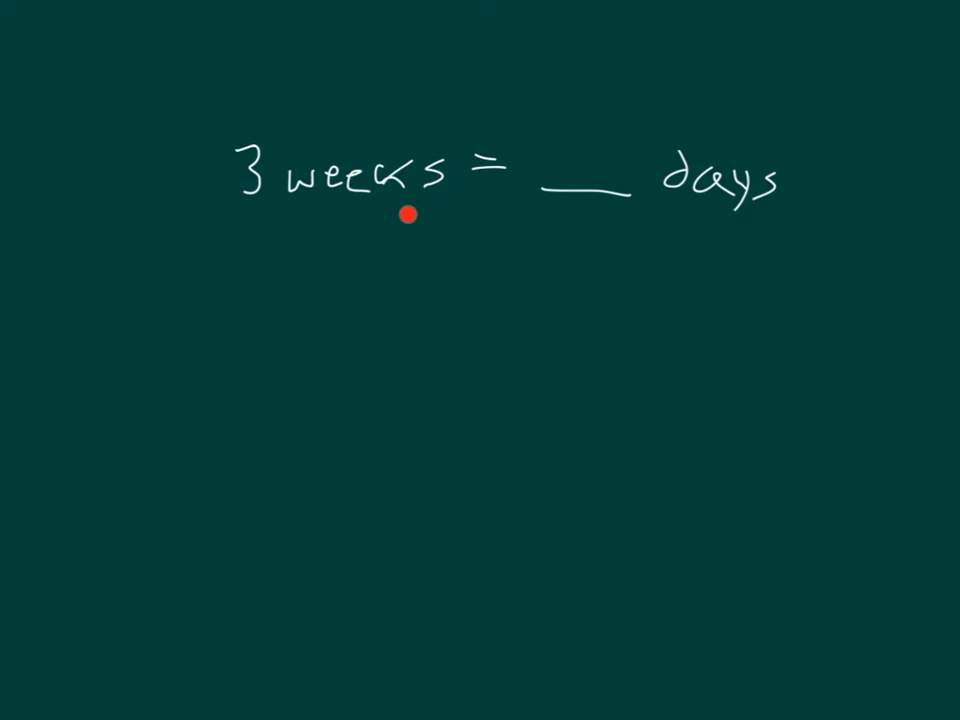 3 weeks = ___ days